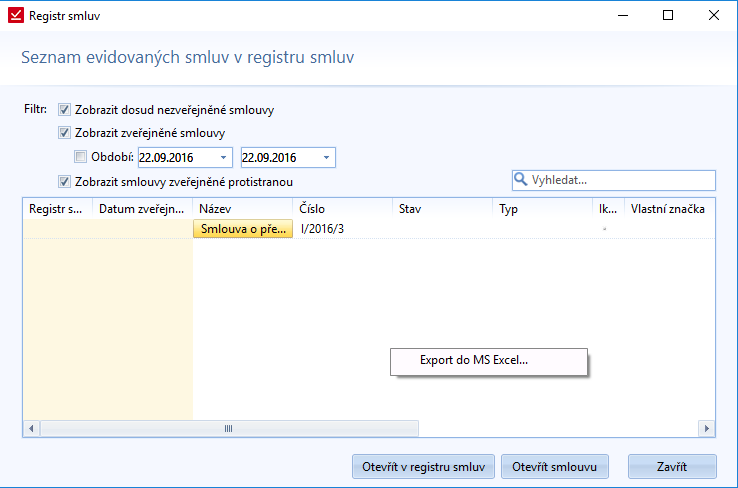 Registr smluv
Seznam evidovaných smluv v registru smluv
Filtr: Zobrazit dosud nezveřejněné smlouvy
Zobrazit zveřejněné smlouvy
Období: 22.09.2016 22.09.2016
Zobrazit smlouvy zveřejněné protistranou
Vyhledat...
Registr s... Datum zveřejn... Název Číslo Stav Typ Ik... Vlastní značka
Smlouva o pře... I/2016/3
Export do MS Excel...
Otevřít v registru smluv Otevřít smlouvu Zavřít